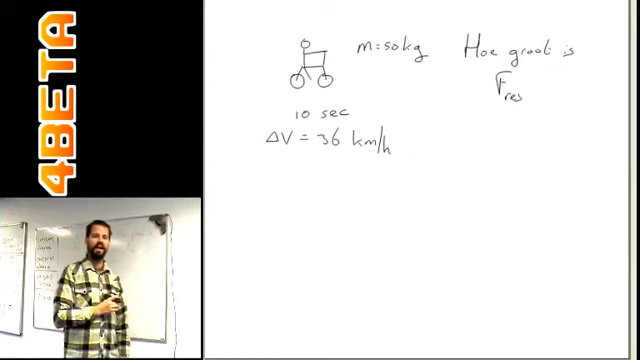 4BETA
m=50kg
Hoe groot is
Fres
10 sec
ΔV = 36 km/h